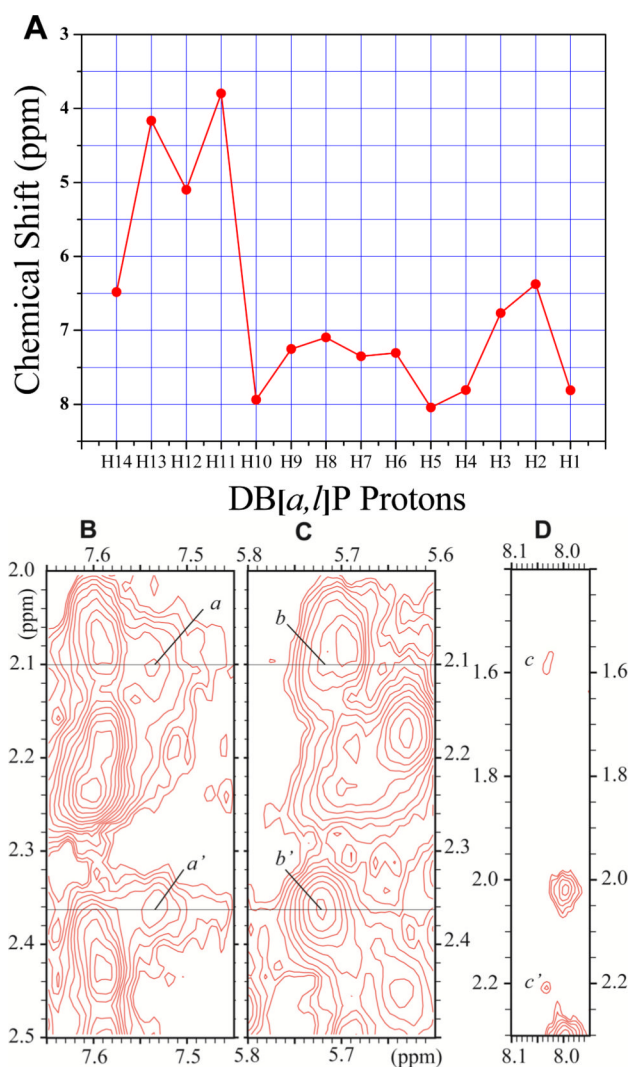 A
3
4
5
6
7
8
Chemical Shift (ppm)
H14 H13 H12 H11 H10 H9 H8 H7 H6 H5 H4 H3 H2 H1
DB[a,l]P Protons
B C D
7.6 7.5 5.8 5.7 5.6 8.1 8.0
2.0
(ppm)
a b c
2.1 2.1 1.6 1.6
2.2 2.2 1.8 1.8
2.3 2.3 2.0 2.0
a' b' c'
2.4 2.4 2.2 2.2
2.5
7.6 7.5 5.8 5.7 (ppm) 8.1 8.0